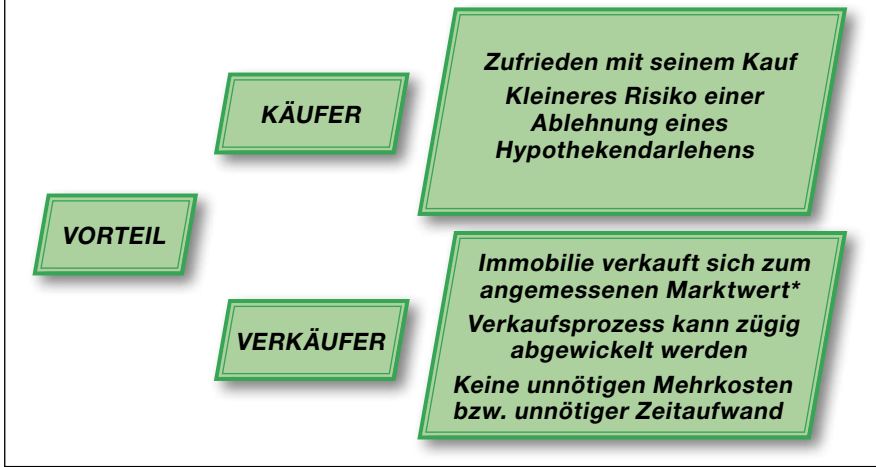 VORTEIL
KÄUFER
Zufrieden mit seinem Kauf
Kleineres Risiko einer
Ablehnung eines
Hypothekendarlehens
VERKÄUFER
Immobilie verkauft sich zum
angemessenen Marktwert*
Verkaufsprozess kann zügig
abgewickelt werden
Keine unnötigen Mehrkosten
bzw. unnötiger Zeitaufwand